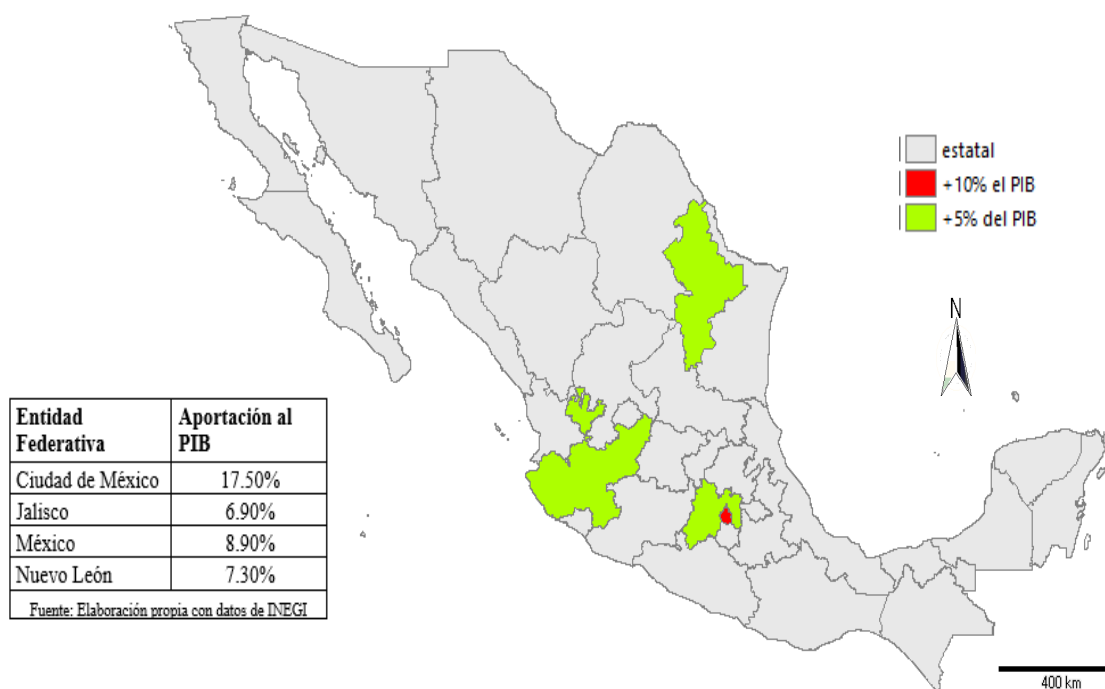 estatal
+10% el PIB
+5% del PIB
N
Entidad Federativa | Aportación al PIB
Ciudad de México | 17.50%
Jalisco | 6.90%
México | 8.90%
Nuevo León | 7.30%
Fuente: Elaboración propia con datos de INEGI
400 km